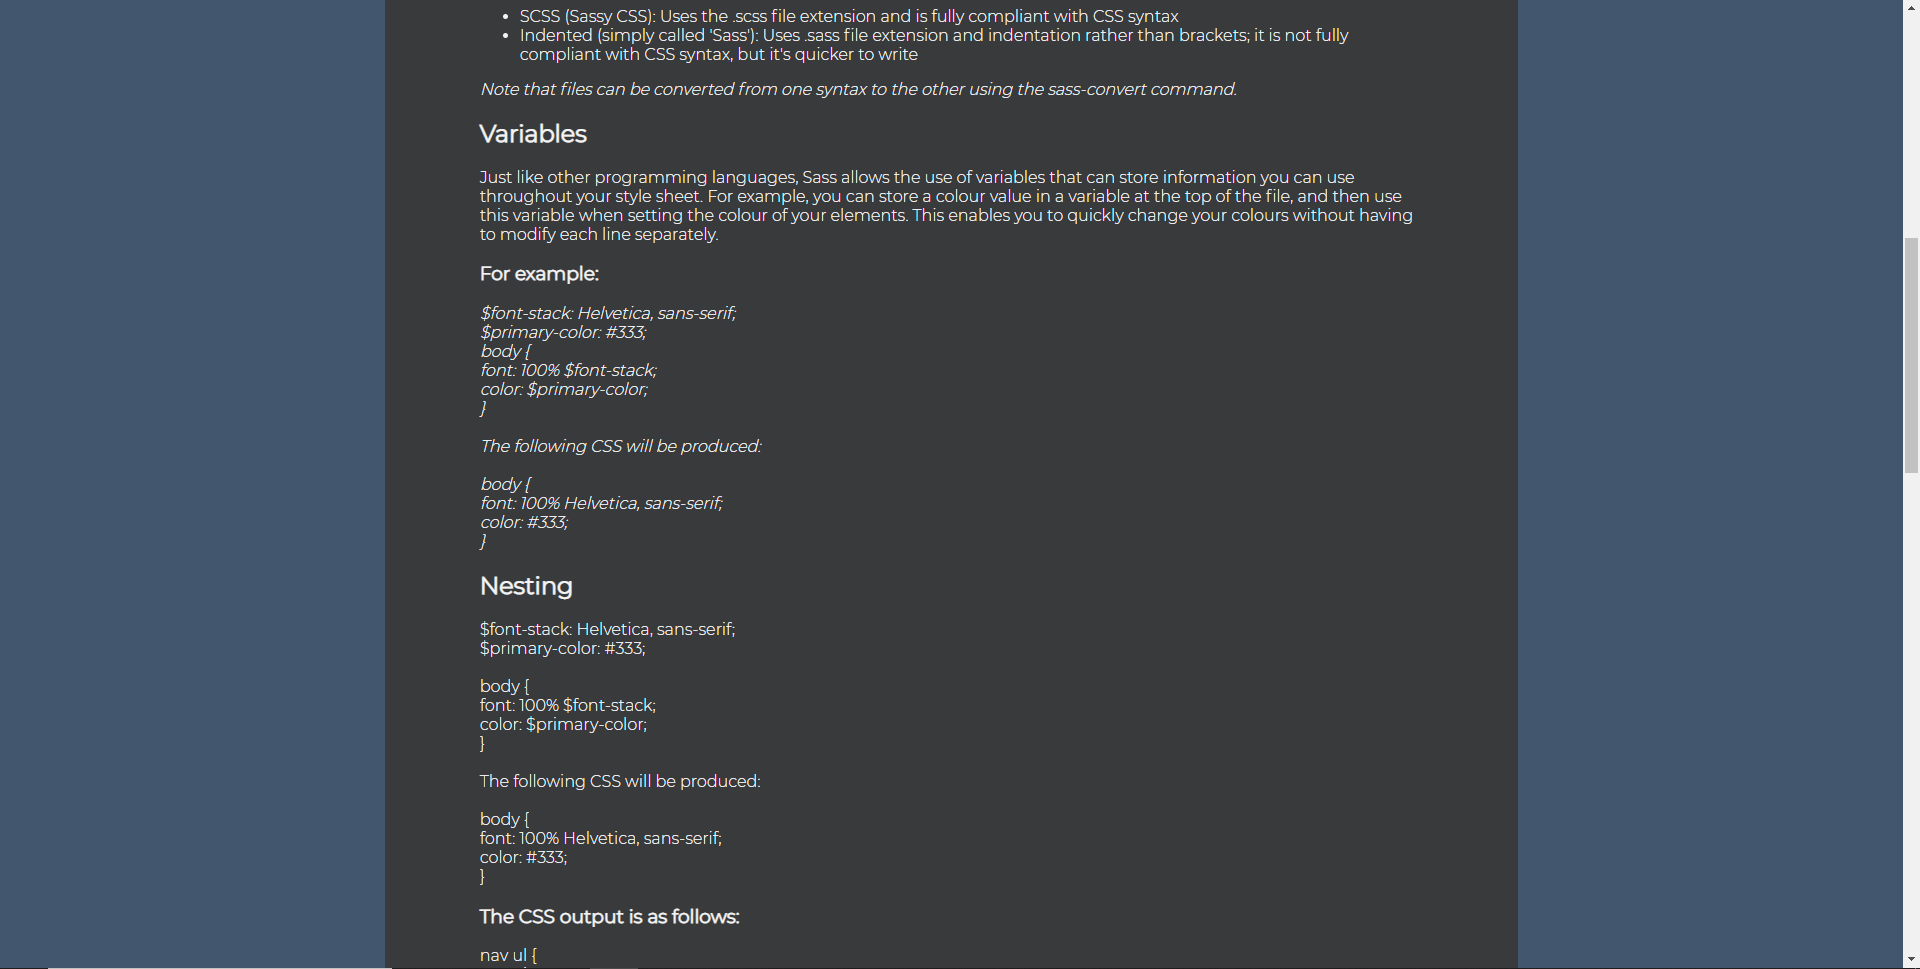 SCSS (Sassy CSS): Uses the .scss file extension and is fully compliant with CSS syntax
Indented (simply called 'Sass'): Uses .sass file extension and indentation rather than brackets; it is not fully
compliant with CSS syntax, but it's quicker to write
Note that files can be converted from one syntax to the other using the sass-convert command.
Variables
Just like other programming languages, Sass allows the use of variables that can store information you can use
throughout your style sheet. For example, you can store a colour value in a variable at the top of the file, and then use
this variable when setting the colour of your elements. This enables you to quickly change your colours without having
to modify each line separately.
For example:
$font-stack: Helvetica, sans-serif;
$primary-color: #333;
body {
font: 100% $font-stack;
color: $primary-color;
}
The following CSS will be produced:
body {
font: 100% Helvetica, sans-serif;
color: #333;
}
Nesting
$font-stack: Helvetica, sans-serif;
$primary-color: #333;
body {
font: 100% $font-stack;
color: $primary-color;
}
The following CSS will be produced:
body {
font: 100% Helvetica, sans-serif;
color: #333;
}
The CSS output is as follows:
nav ul {